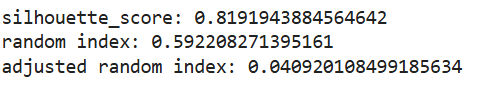 silhouette_score: 0.8191943884564642
random index: 0.592208271395161
adjusted random index: 0.040920108499185634